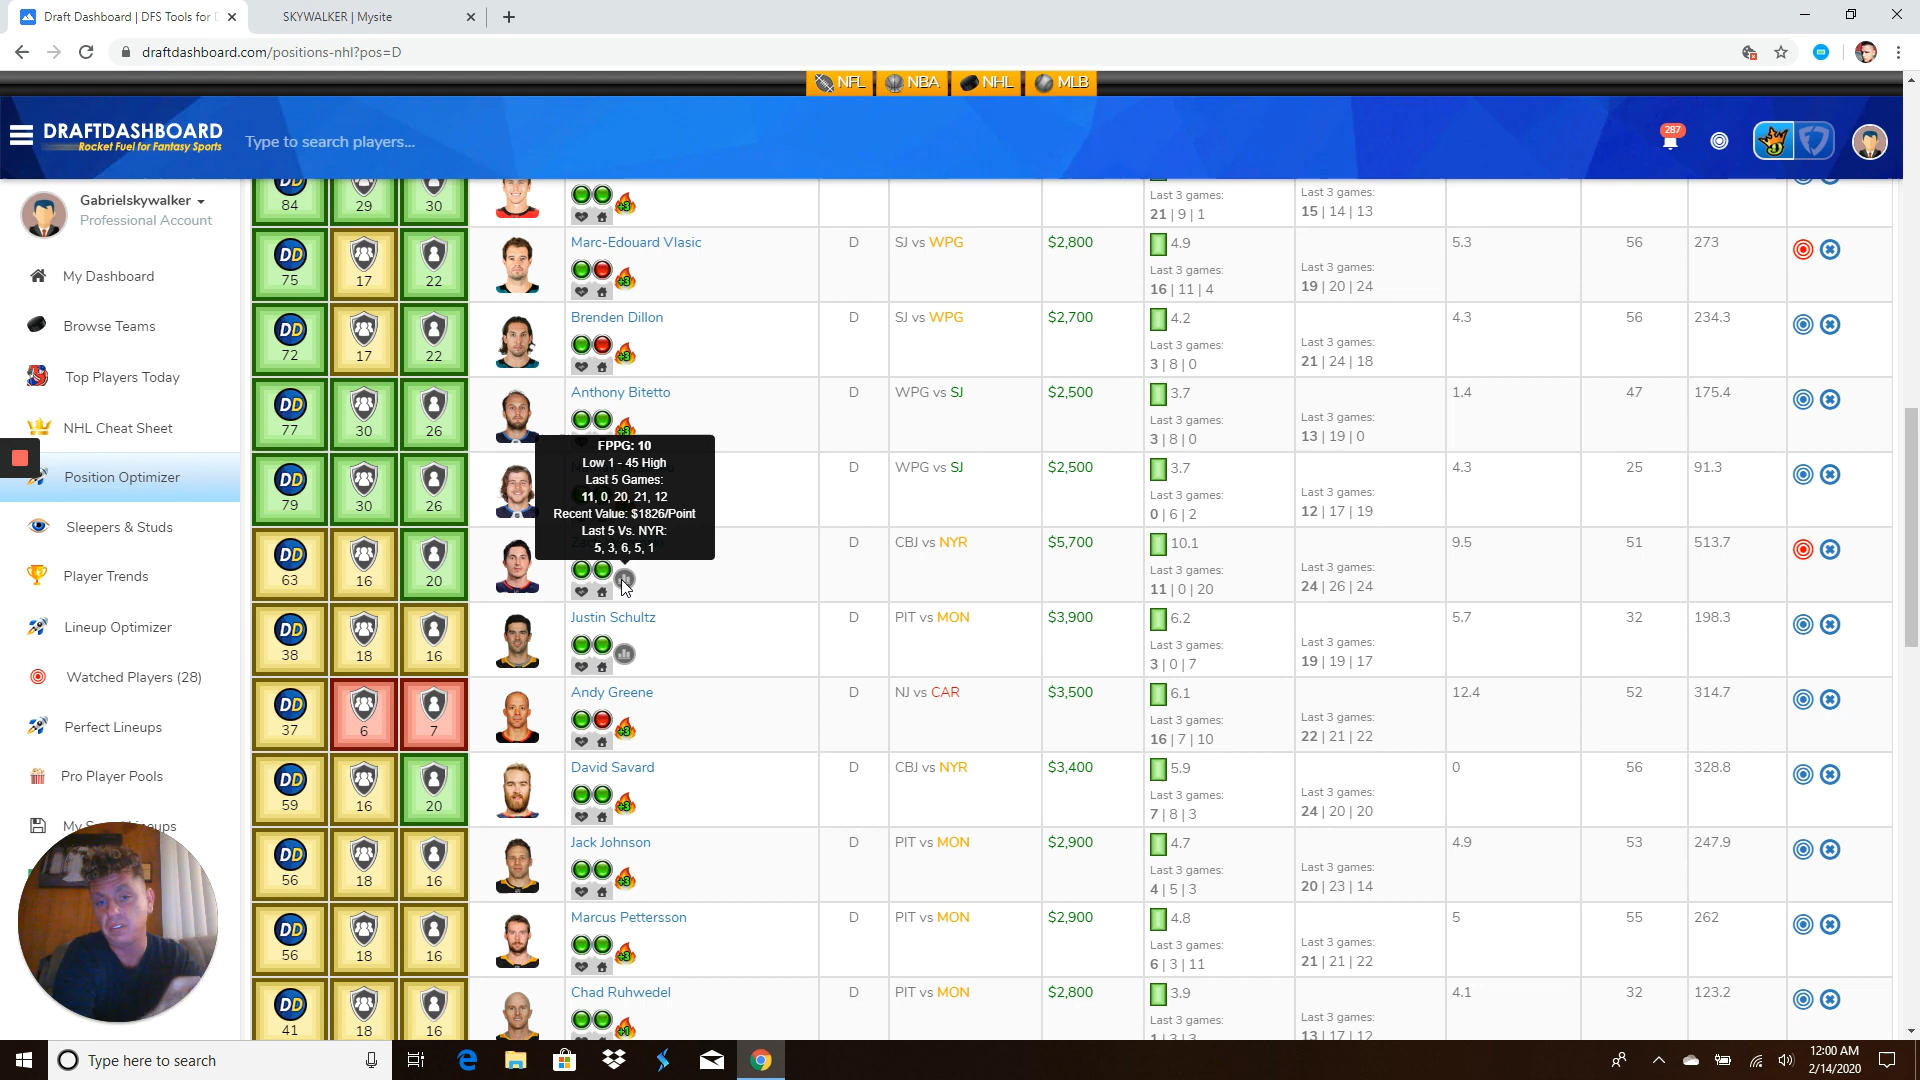 Draft Dashboard | DFS Tools for D
SKYWALKER | Mysite
draftdashboard.com/positions-nhl?pos=D
NFL NBA NHL MLB
DRAFTDASHBOARD
Rocket Fuel for Fantasy Sports
Type to search players...
287
Gabrielskywalker
Professional Account
My Dashboard
Browse Teams
Top Players Today
NHL Cheat Sheet
Position Optimizer
Sleepers & Studs
Player Trends
Lineup Optimizer
Watched Players (28)
Perfect Lineups
Pro Player Pools
84 29 30 +3 Last 3 games: Last 3 games:
21 | 9 | 1 15 | 14 | 13
DD Marc-Edouard Vlasic D SJ vs WPG $2,800 4.9 5.3 56 273
75 17 22 +3 Last 3 games: Last 3 games:
16 | 11 | 4 19 | 20 | 24
DD Brenden Dillon D SJ vs WPG $2,700 4.2 4.3 56 234.3
72 17 22 +3 Last 3 games: Last 3 games:
3 | 8 | 0 21 | 24 | 18
DD Anthony Bitetto D WPG vs SJ $2,500 3.7 1.4 47 175.4
77 30 26 Last 3 games: Last 3 games:
3 | 8 | 0 13 | 19 | 0
FPPG: 10
Low 1 - 45 High
Last 5 Games:
11, 0, 20, 21, 12
Recent Value: $1826/Point
Last 5 Vs. NYR:
5, 3, 6, 5, 1
DD D WPG vs SJ $2,500 3.7 4.3 25 91.3
79 30 26 Last 3 games: Last 3 games:
0 | 6 | 2 12 | 17 | 19
DD D CBJ vs NYR $5,700 10.1 9.5 51 513.7
63 16 20 Last 3 games: Last 3 games:
11 | 0 | 20 24 | 26 | 24
DD Justin Schultz D PIT vs MON $3,900 6.2 5.7 32 198.3
38 18 16 Last 3 games: Last 3 games:
3 | 0 | 7 19 | 19 | 17
DD Andy Greene D NJ vs CAR $3,500 6.1 12.4 52 314.7
37 6 7 +3 Last 3 games: Last 3 games:
16 | 7 | 10 22 | 21 | 22
DD David Savard D CBJ vs NYR $3,400 5.9 0 56 328.8
59 16 20 +3 Last 3 games: Last 3 games:
7 | 8 | 3 24 | 20 | 20
DD Jack Johnson D PIT vs MON $2,900 4.7 4.9 53 247.9
56 18 16 +3 Last 3 games: Last 3 games:
4 | 5 | 3 20 | 23 | 14
DD Marcus Pettersson D PIT vs MON $2,900 4.8 5 55 262
56 18 16 +3 Last 3 games: Last 3 games:
6 | 3 | 11 21 | 21 | 22
DD Chad Ruhwedel D PIT vs MON $2,800 3.9 4.1 32 123.2
41 18 16 +1 Last 3 games: Last 3 games:
13 | 17 | 12
Type here to search
12:00 AM
2/14/2020